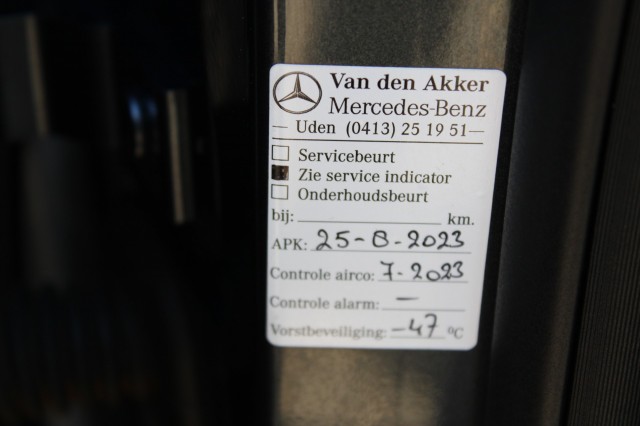 Van den Akker
Mercedes-Benz
Uden (0413) 25 19 51
Servicebeurt
Zie service indicator
Onderhoudsbeurt
bij: km.
APK: 25-8-2023
Controle airco: 7-2023
Controle alarm: —
Vorstbeveiliging: -47 ºC